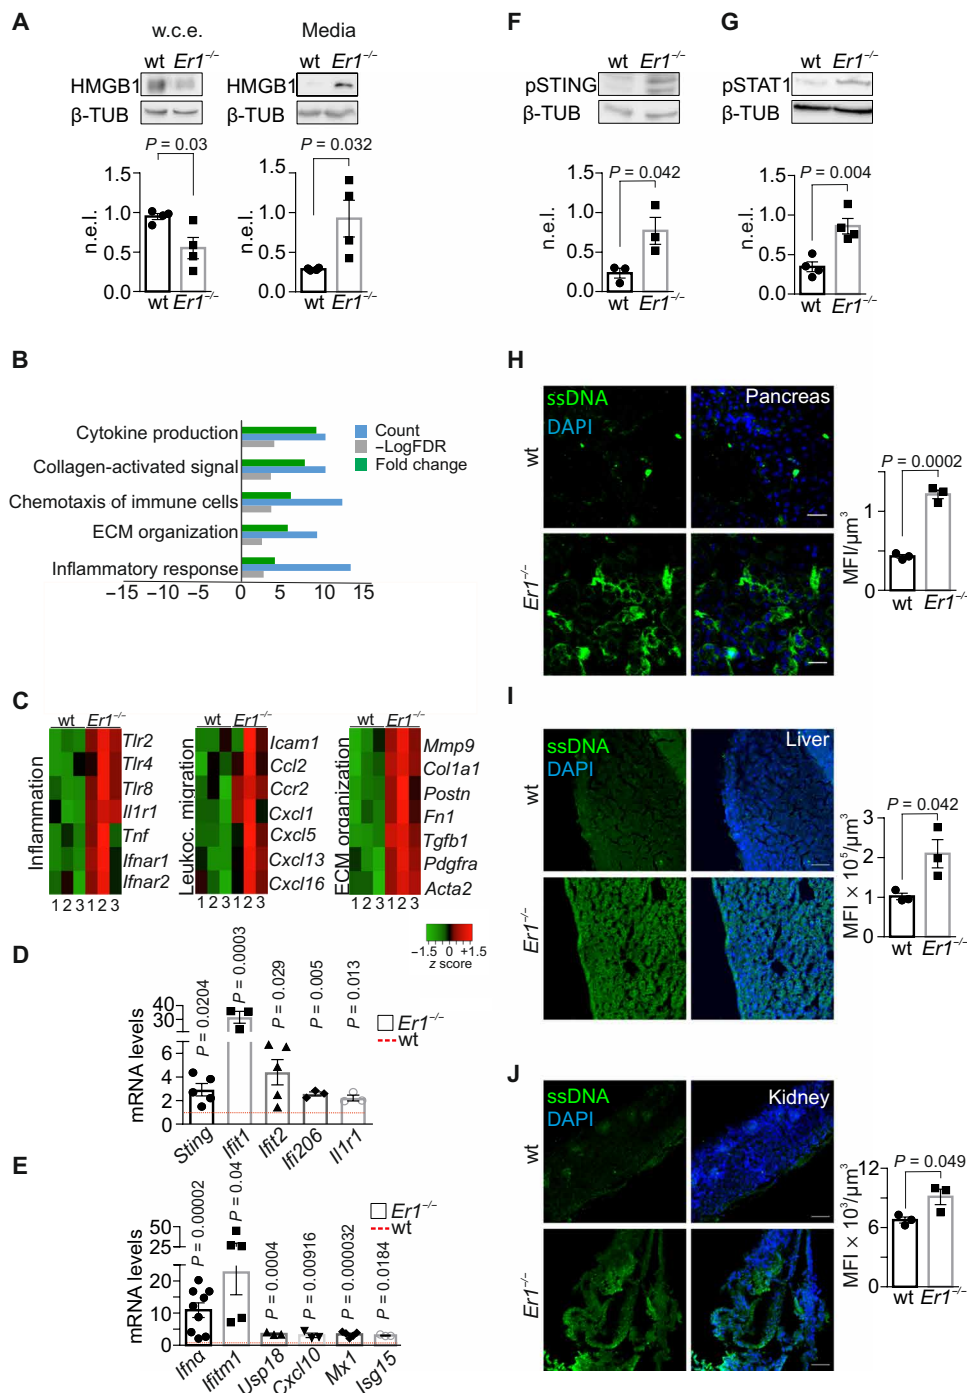 A
w.c.e.
Media
wt Er1−/−
wt Er1−/−
HMGB1
HMGB1
β-TUB
β-TUB
P = 0.03
P = 0.032
n.e.l.
1.5
1.0
0.5
0.0
wt Er1−/−
n.e.l.
1.5
1.0
0.5
0.0
wt Er1−/−
F
wt Er1−/−
pSTING
β-TUB
P = 0.042
n.e.l.
1.5
1.0
0.5
0.0
wt Er1−/−
G
wt Er1−/−
pSTAT1
β-TUB
P = 0.004
n.e.l.
1.5
1.0
0.5
0.0
wt Er1−/−
B
Cytokine production
Collagen-activated signal
Chemotaxis of immune cells
ECM organization
Inflammatory response
−15 −10 −5 0 5 10 15
Count
−LogFDR
Fold change
H
ssDNA
DAPI
Pancreas
wt
Er1−/−
P = 0.0002
MFI/μm³
1
0
wt Er1−/−
C
wt Er1−/−
Inflammation
Tlr2
Tlr4
Tlr8
Il1r1
Tnf
Ifnar1
Ifnar2
1 2 3 1 2 3
wt Er1−/−
Leukoc. migration
Icam1
Ccl2
Ccr2
Cxcl1
Cxcl5
Cxcl13
Cxcl16
1 2 3 1 2 3
wt Er1−/−
ECM organization
Mmp9
Col1a1
Postn
Fn1
Tgfb1
Pdgfra
Acta2
1 2 3 1 2 3
−1.5 +1.5
z score
I
ssDNA
DAPI
Liver
wt
Er1−/−
P = 0.042
MFI × 10⁵/μm³
3
2
1
0
wt Er1−/−
D
mRNA levels
40
30
6
4
2
0
P = 0.0204
P = 0.0003
P = 0.029
P = 0.005
P = 0.013
Er1−/−
wt
Sting Ifit1 Ifit2 Ifi206 Il1r1
E
mRNA levels
50
25
20
10
0
P = 0.00002
P = 0.04
P = 0.0004
P = 0.00916
P = 0.000032
P = 0.0184
Er1−/−
wt
Ifnα Ifitm1 Usp18 Cxcl10 Mx1 Isg15
J
ssDNA
DAPI
Kidney
wt
Er1−/−
P = 0.049
MFI × 10³/μm³
12
6
0
wt Er1−/−